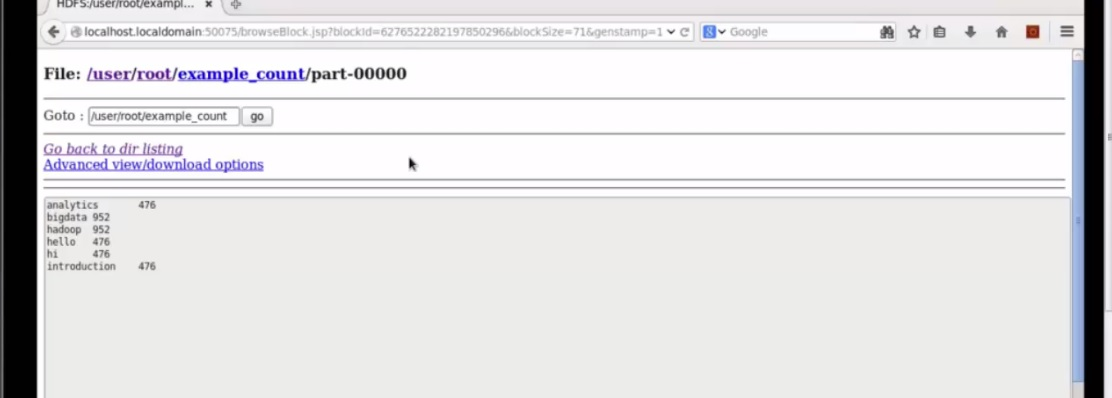 HDFS:/user/root/exampl...
localhost.localdomain:50075/browseBlock.jsp?blockId=6276522282197850296&blockSize=71&genstamp=1
Google
File: /user/root/example_count/part-00000
Goto : /user/root/example_count go
Go back to dir listing
Advanced view/download options
analytics 476
bigdata 952
hadoop 952
hello 476
hi 476
introduction 476